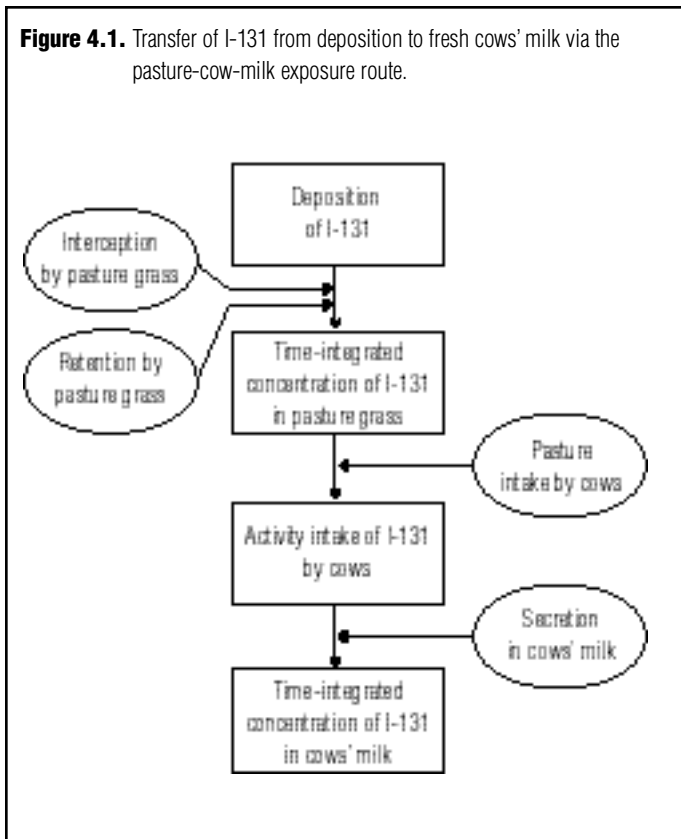 Figure 4.1. Transfer of I-131 from deposition to fresh cows' milk via the
pasture-cow-milk exposure route.
Deposition
of I-131
Interception
by pasture grass
Retention by
pasture grass
Time-integrated
concentration of I-131
in pasture grass
Pasture
intake by cows
Activity intake of I-131
by cows
Secretion
in cows' milk
Time-integrated
concentration of I-131
in cows' milk